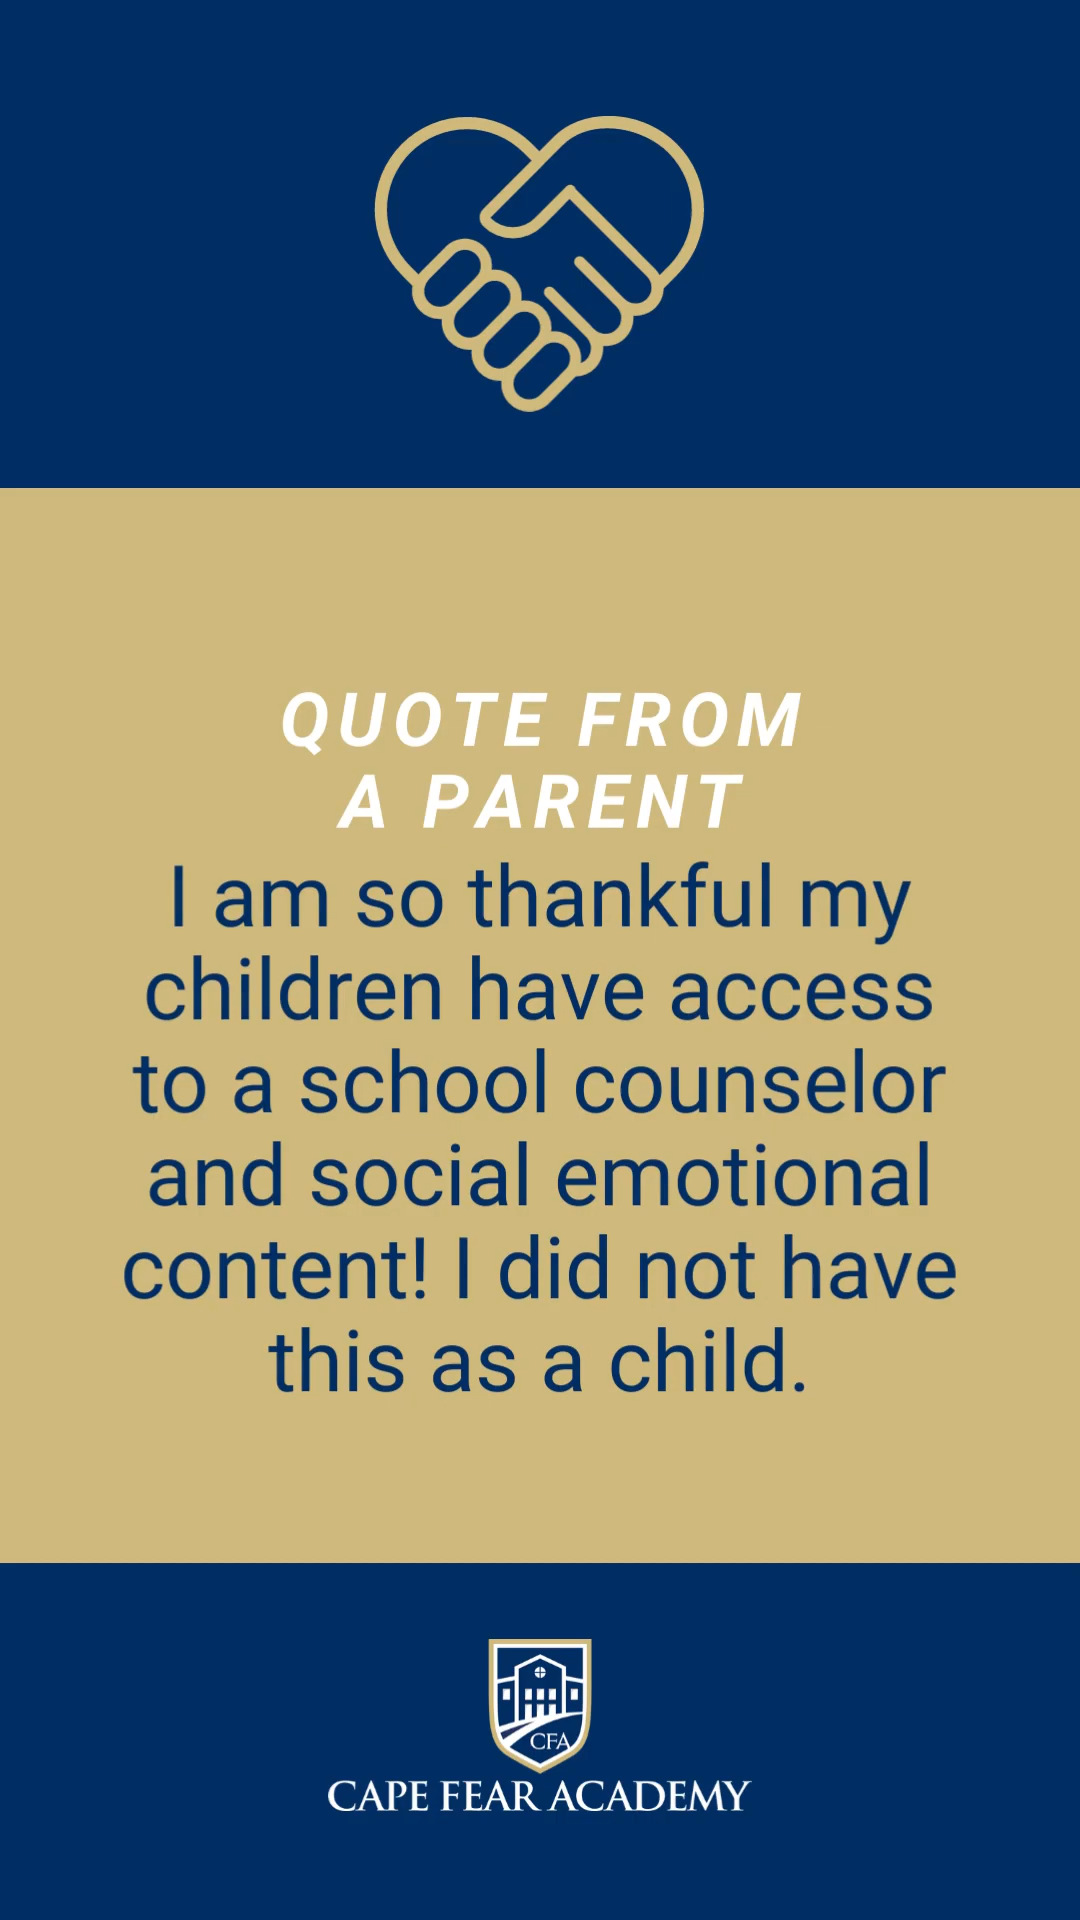 QUOTE FROM
A PARENT
I am so thankful my
children have access
to a school counselor
and social emotional
content! I did not have
this as a child.
CFA
CAPE FEAR ACADEMY